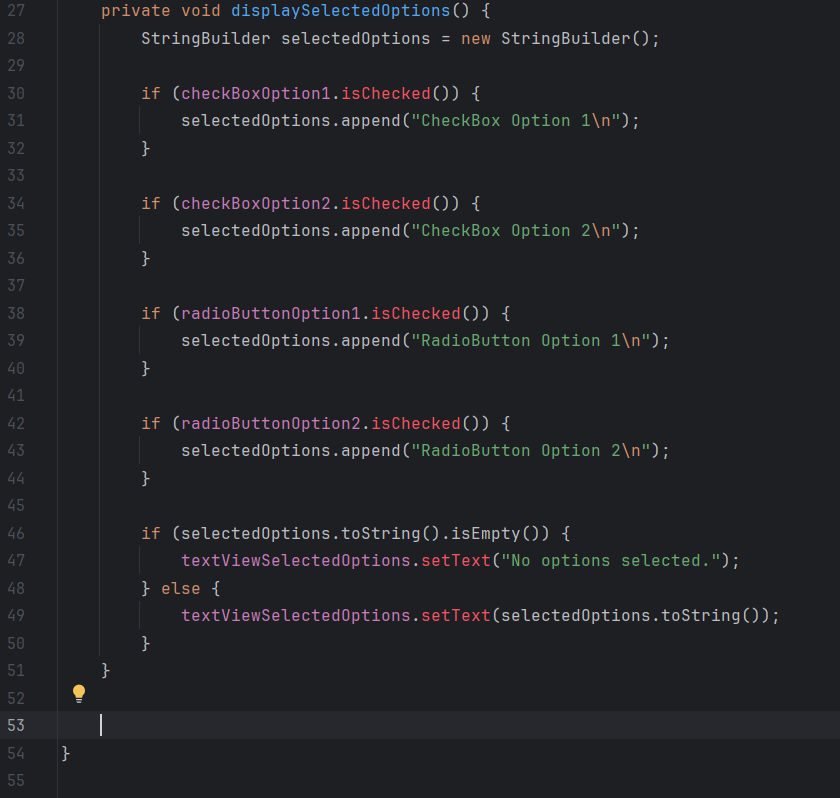 27    private void displaySelectedOptions() {
28        StringBuilder selectedOptions = new StringBuilder();
29
30        if (checkBoxOption1.isChecked()) {
31            selectedOptions.append("CheckBox Option 1\n");
32        }
33
34        if (checkBoxOption2.isChecked()) {
35            selectedOptions.append("CheckBox Option 2\n");
36        }
37
38        if (radioButtonOption1.isChecked()) {
39            selectedOptions.append("RadioButton Option 1\n");
40        }
41
42        if (radioButtonOption2.isChecked()) {
43            selectedOptions.append("RadioButton Option 2\n");
44        }
45
46        if (selectedOptions.toString().isEmpty()) {
47            textViewSelectedOptions.setText("No options selected.");
48        } else {
49            textViewSelectedOptions.setText(selectedOptions.toString());
50        }
51    }
52
53
54 }
55